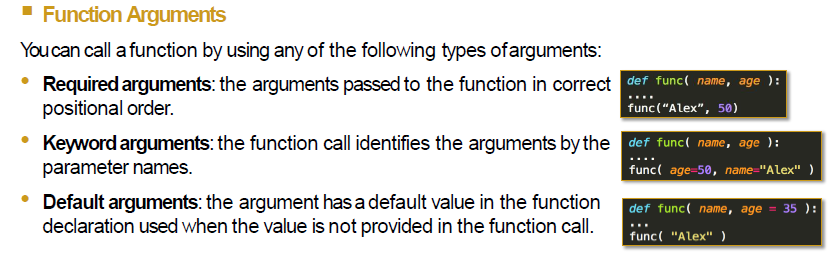 Function Arguments
You can call a function by using any of the following types of arguments:
Required arguments: the arguments passed to the function in correct
positional order.
def func( name, age ):
....
func(“Alex”, 50)
Keyword arguments: the function call identifies the arguments by the
parameter names.
def func( name, age ):
....
func( age=50, name="Alex" )
Default arguments: the argument has a default value in the function
declaration used when the value is not provided in the function call.
def func( name, age = 35 ):
...
func( "Alex" )